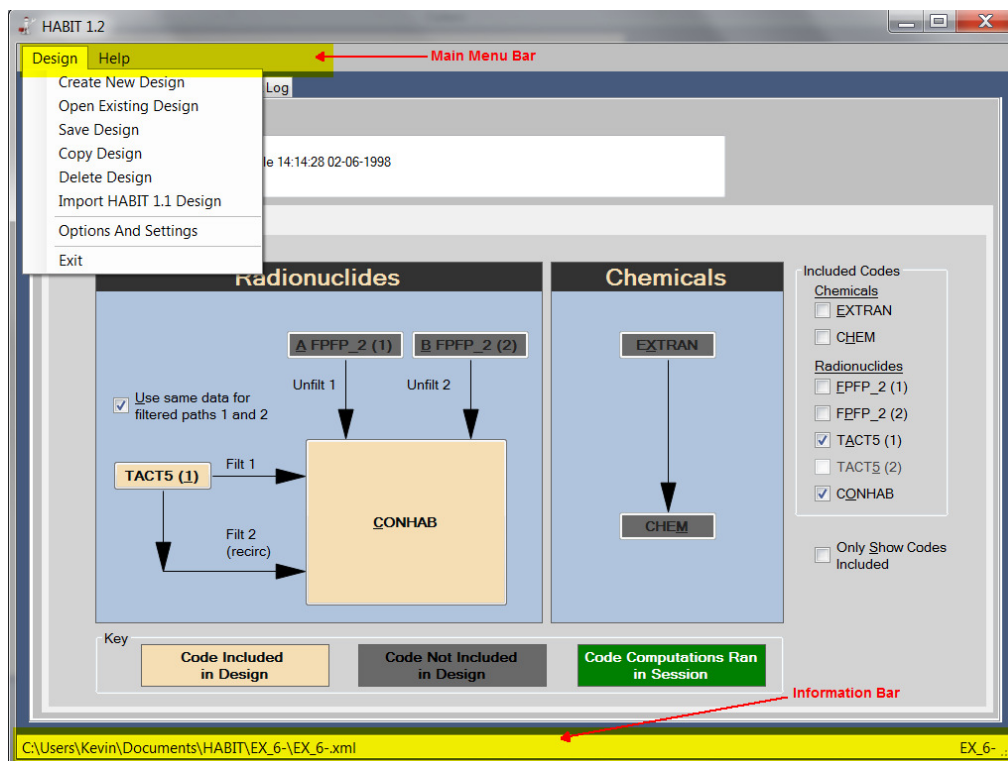 HABIT 1.2
Design Help
Main Menu Bar
Create New Design
Open Existing Design
Save Design
Copy Design
Delete Design
Import HABIT 1.1 Design
Options And Settings
Exit
Log
14:14:28 02-06-1998
Radionuclides
Chemicals
A FPFP_2 (1)
B FPFP_2 (2)
Unfilt 1
Unfilt 2
Use same data for
filtered paths 1 and 2
TACT5 (1)
Filt 1
Filt 2
(recirc)
CONHAB
EXTRAN
CHEM
Included Codes
Chemicals
EXTRAN
CHEM
Radionuclides
FPFP_2 (1)
FPFP_2 (2)
TACT5 (1)
TACT5 (2)
CONHAB
Only Show Codes
Included
Key
Code Included
in Design
Code Not Included
in Design
Code Computations Ran
in Session
Information Bar
C:\Users\Kevin\Documents\HABIT\EX_6-\EX_6-.xml
EX_6-